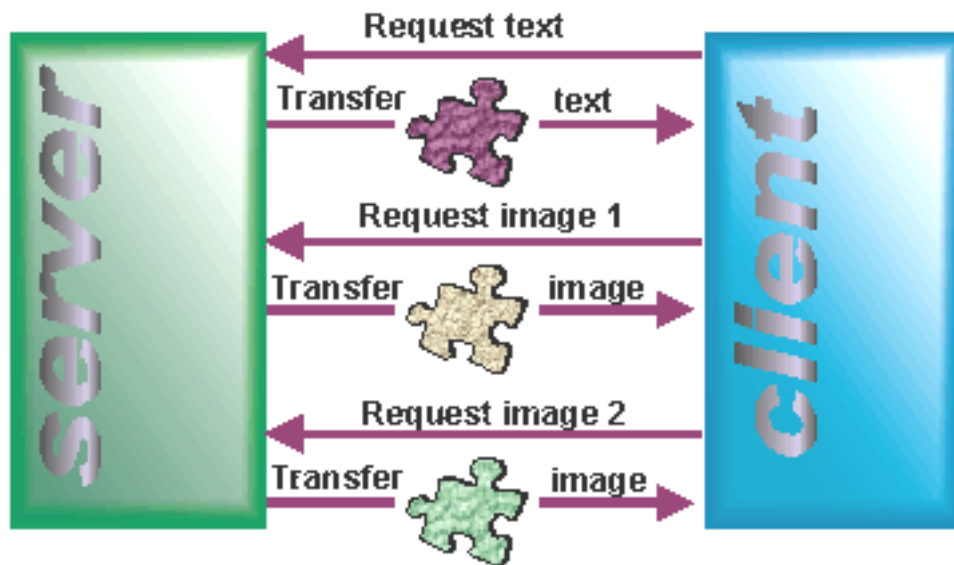 Request text
server
Transfer text
Request image 1
Transfer image
Request image 2
Transfer image
client